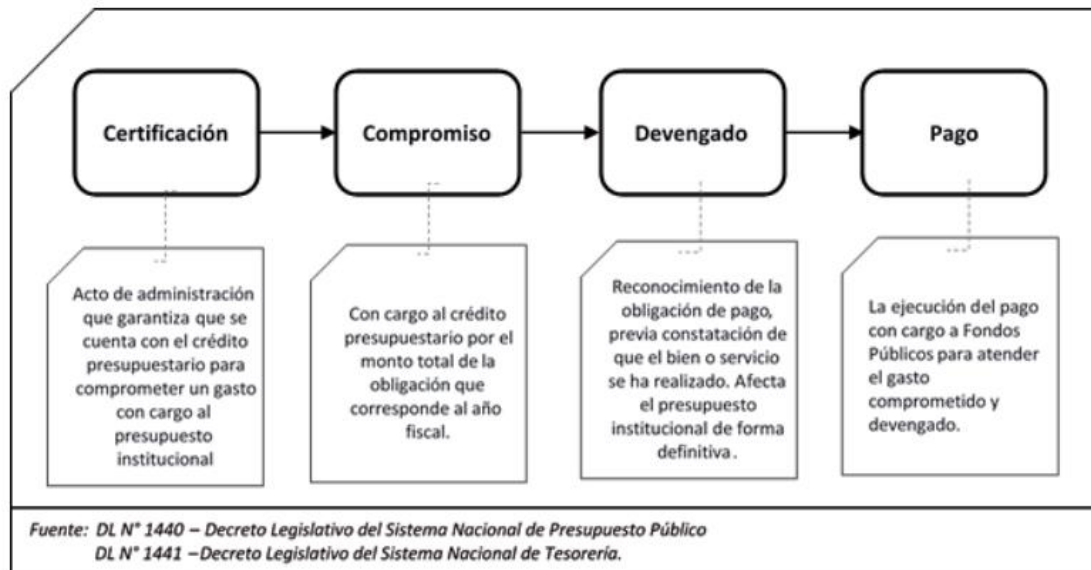 Certificación
Compromiso
Devengado
Pago
Acto de administración
que garantiza que se
cuenta con el crédito
presupuestario para
comprometer un gasto
con cargo al
presupuesto
institucional
Con cargo al crédito
presupuestario por el
monto total de la
obligación que
corresponde al año
fiscal.
Reconocimiento de la
obligación de pago,
previa constatación de
que el bien o servicio
se ha realizado. Afecta
el presupuesto
institucional de forma
definitiva.
La ejecución del pago
con cargo a Fondos
Públicos para atender
el gasto
comprometido y
devengado.
Fuente: DL N° 1440 – Decreto Legislativo del Sistema Nacional de Presupuesto Público
DL N° 1441 –Decreto Legislativo del Sistema Nacional de Tesorería.